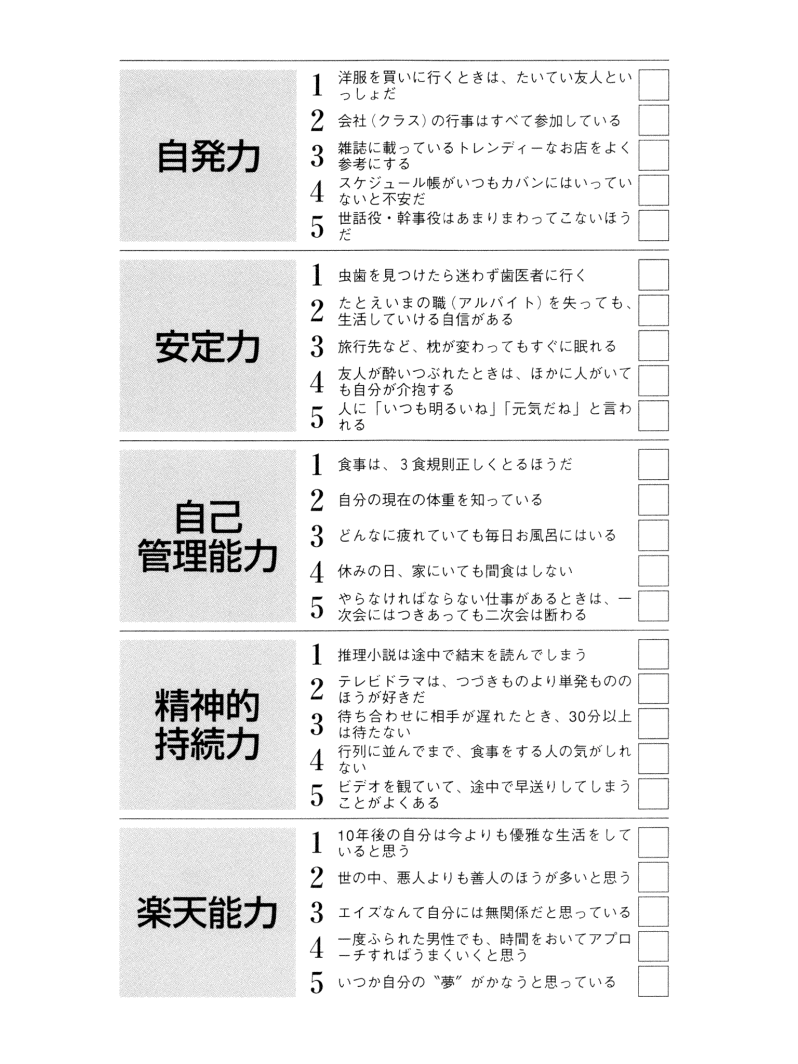 自発力
1 洋服を買いに行くときは、たいてい友人とい
っしょだ
2 会社（クラス）の行事はすべて参加している
3 雑誌に載っているトレンディーなお店をよく
参考にする
4 スケジュール帳がいつもカバンにはいってい
ないと不安だ
5 世話役・幹事役はあまりまわってこないほう
だ
安定力
1 虫歯を見つけたら迷わず歯医者に行く
2 たとえいまの職（アルバイト）を失っても、
生活していける自信がある
3 旅行先など、枕が変わってもすぐに眠れる
4 友人が酔いつぶれたときは、ほかに人がいて
も自分が介抱する
5 人に「いつも明るいね」「元気だね」と言わ
れる
自己
管理能力
1 食事は、３食規則正しくとるほうだ
2 自分の現在の体重を知っている
3 どんなに疲れていても毎日お風呂にはいる
4 休みの日、家にいても間食はしない
5 やらなければならない仕事があるときは、一
次会にはつきあっても二次会は断わる
精神的
持続力
1 推理小説は途中で結末を読んでしまう
2 テレビドラマは、つづきものより単発ものの
ほうが好きだ
3 待ち合わせに相手が遅れたとき、30分以上
は待たない
4 行列に並んでまで、食事をする人の気がしれ
ない
5 ビデオを観ていて、途中で早送りしてしまう
ことがよくある
楽天能力
1 10年後の自分は今よりも優雅な生活をして
いると思う
2 世の中、悪人よりも善人のほうが多いと思う
3 エイズなんて自分には無関係だと思っている
4 一度ふられた男性でも、時間をおいてアプロ
ーチすればうまくいくと思う
5 いつか自分の〝夢〟がかなうと思っている